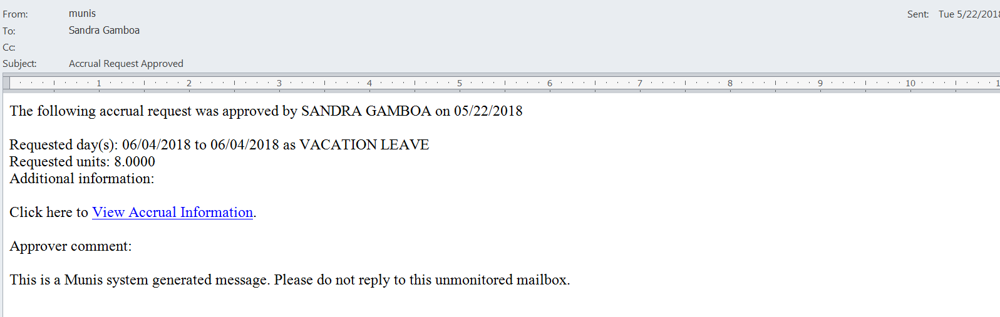 From: munis Sent: Tue 5/22/2018
To: Sandra Gamboa
Cc:
Subject: Accrual Request Approved
1 2 3 4 5 6 7 8 9 10 1
The following accrual request was approved by SANDRA GAMBOA on 05/22/2018
Requested day(s): 06/04/2018 to 06/04/2018 as VACATION LEAVE
Requested units: 8.0000
Additional information:
Click here to View Accrual Information.
Approver comment:
This is a Munis system generated message. Please do not reply to this unmonitored mailbox.